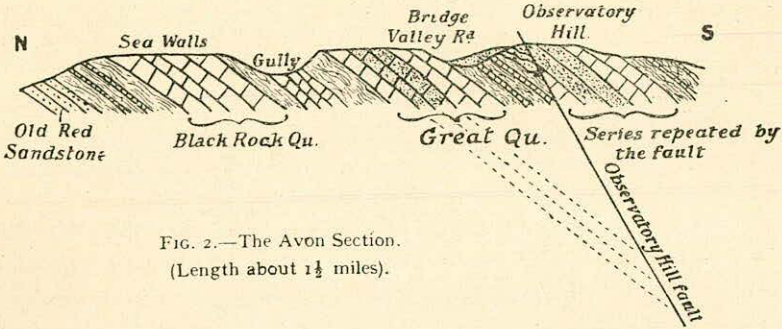 N
Sea Walls
Gully
Bridge
Valley Rd
Observatory
Hill.
S
Old Red
Sandstone
Black Rock Qu.
Great Qu.
Series repeated by
the fault
Observatory Hill fault
FIG. 2.—The Avon Section.
(Length about 1½ miles).